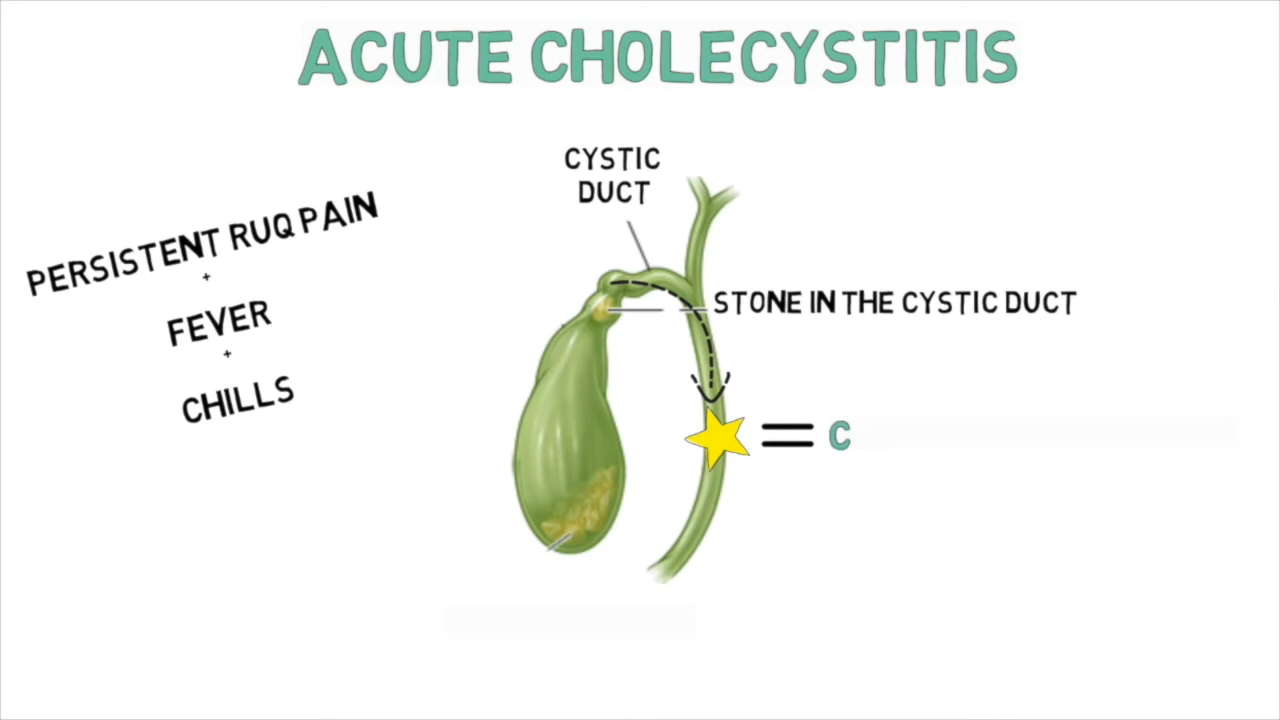 ACUTE CHOLECYSTITIS
CYSTIC
DUCT
PERSISTENT RUQ PAIN
+
FEVER
+
CHILLS
STONE IN THE CYSTIC DUCT
= C